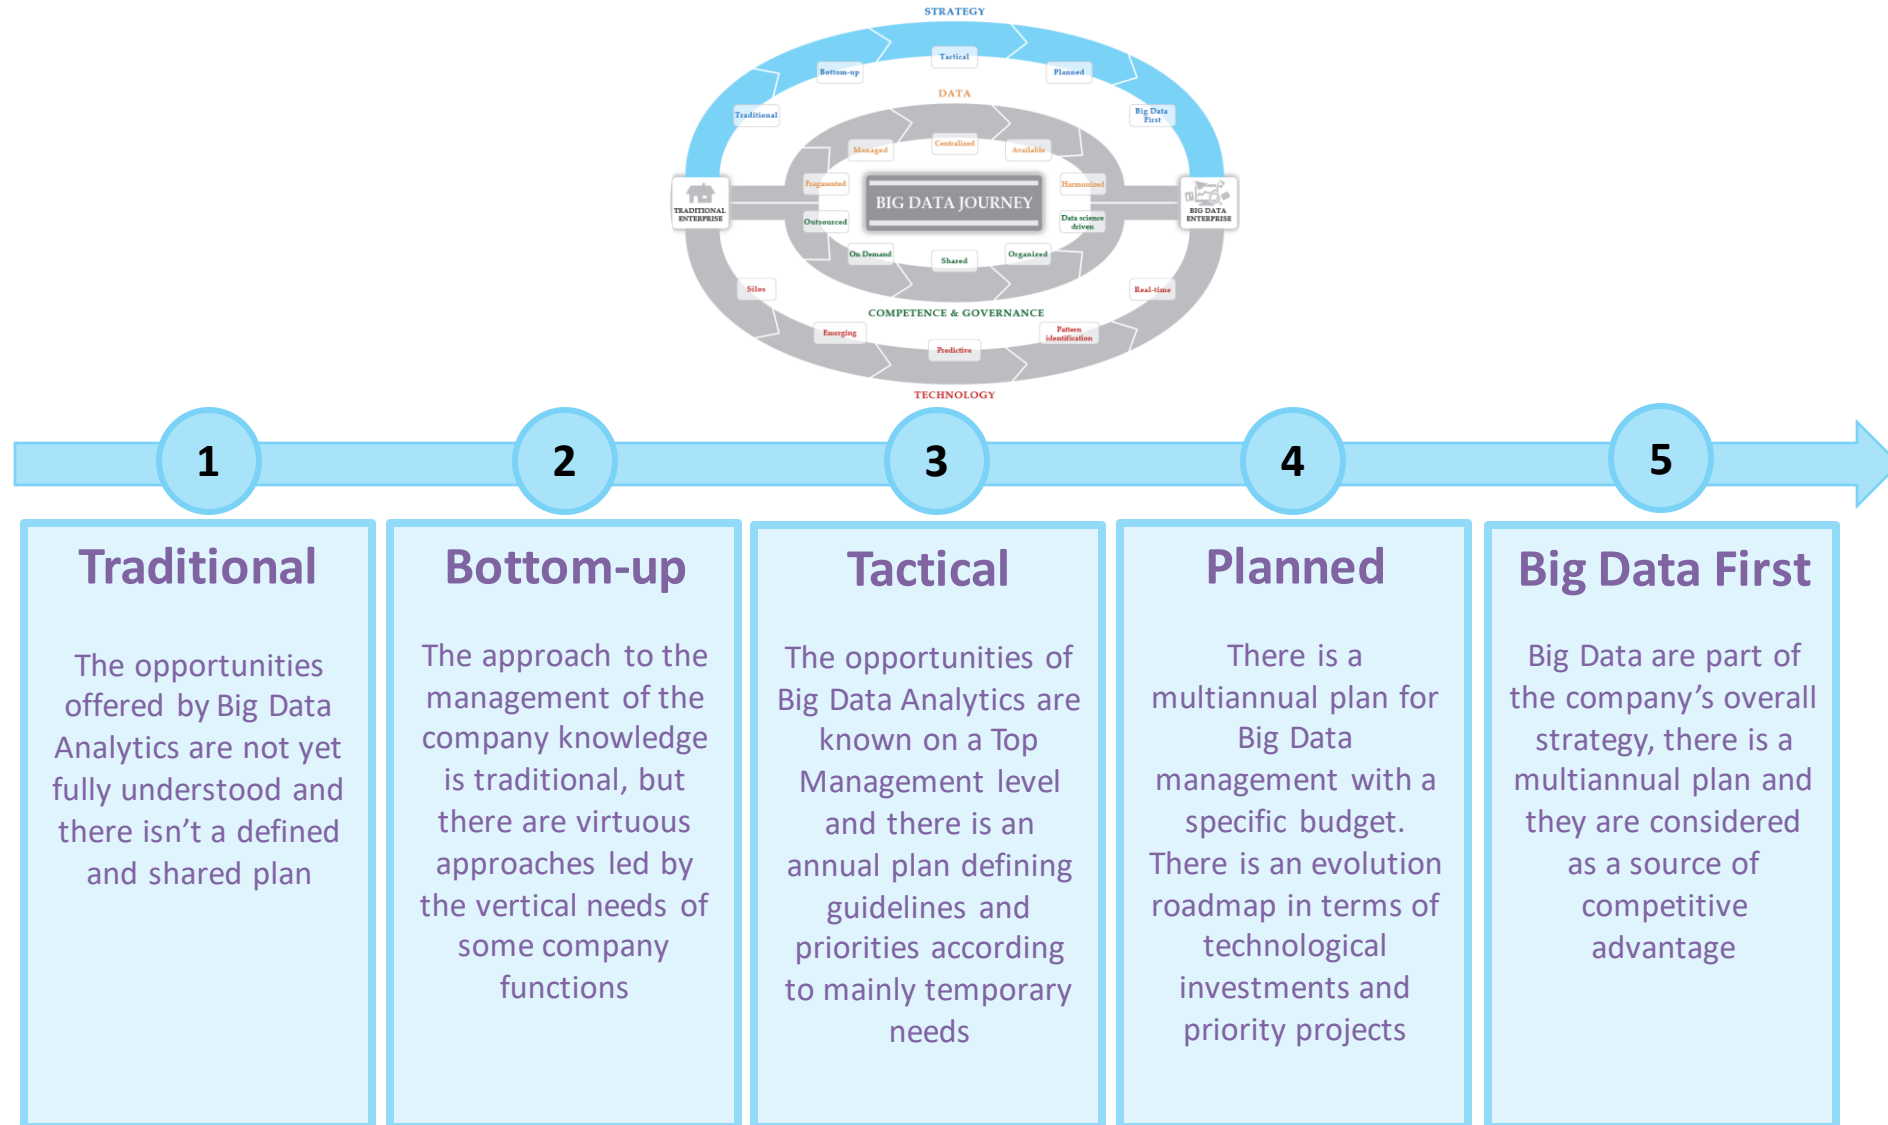 STRATEGY
Tactical
Bottom-up
Planned
DATA
Traditional
Big Data
First
Managed
Centralized
Available
Fragmented
Harmonized
TRADITIONAL
ENTERPRISE
BIG DATA JOURNEY
BIG DATA
ENTERPRISE
Outsourced
Data science
driven
On Demand
Shared
Organized
Silos
Real-time
COMPETENCE & GOVERNANCE
Emerging
Pattern
identification
Predictive
TECHNOLOGY
1
2
3
4
5
Traditional
The opportunities
offered by Big Data
Analytics are not yet
fully understood and
there isn't a defined
and shared plan
Bottom-up
The approach to the
management of the
company knowledge
is traditional, but
there are virtuous
approaches led by
the vertical needs of
some company
functions
Tactical
The opportunities of
Big Data Analytics are
known on a Top
Management level
and there is an
annual plan defining
guidelines and
priorities according
to mainly temporary
needs
Planned
There is a
multiannual plan for
Big Data
management with a
specific budget.
There is an evolution
roadmap in terms of
technological
investments and
priority projects
Big Data First
Big Data are part of
the company's overall
strategy, there is a
multiannual plan and
they are considered
as a source of
competitive
advantage